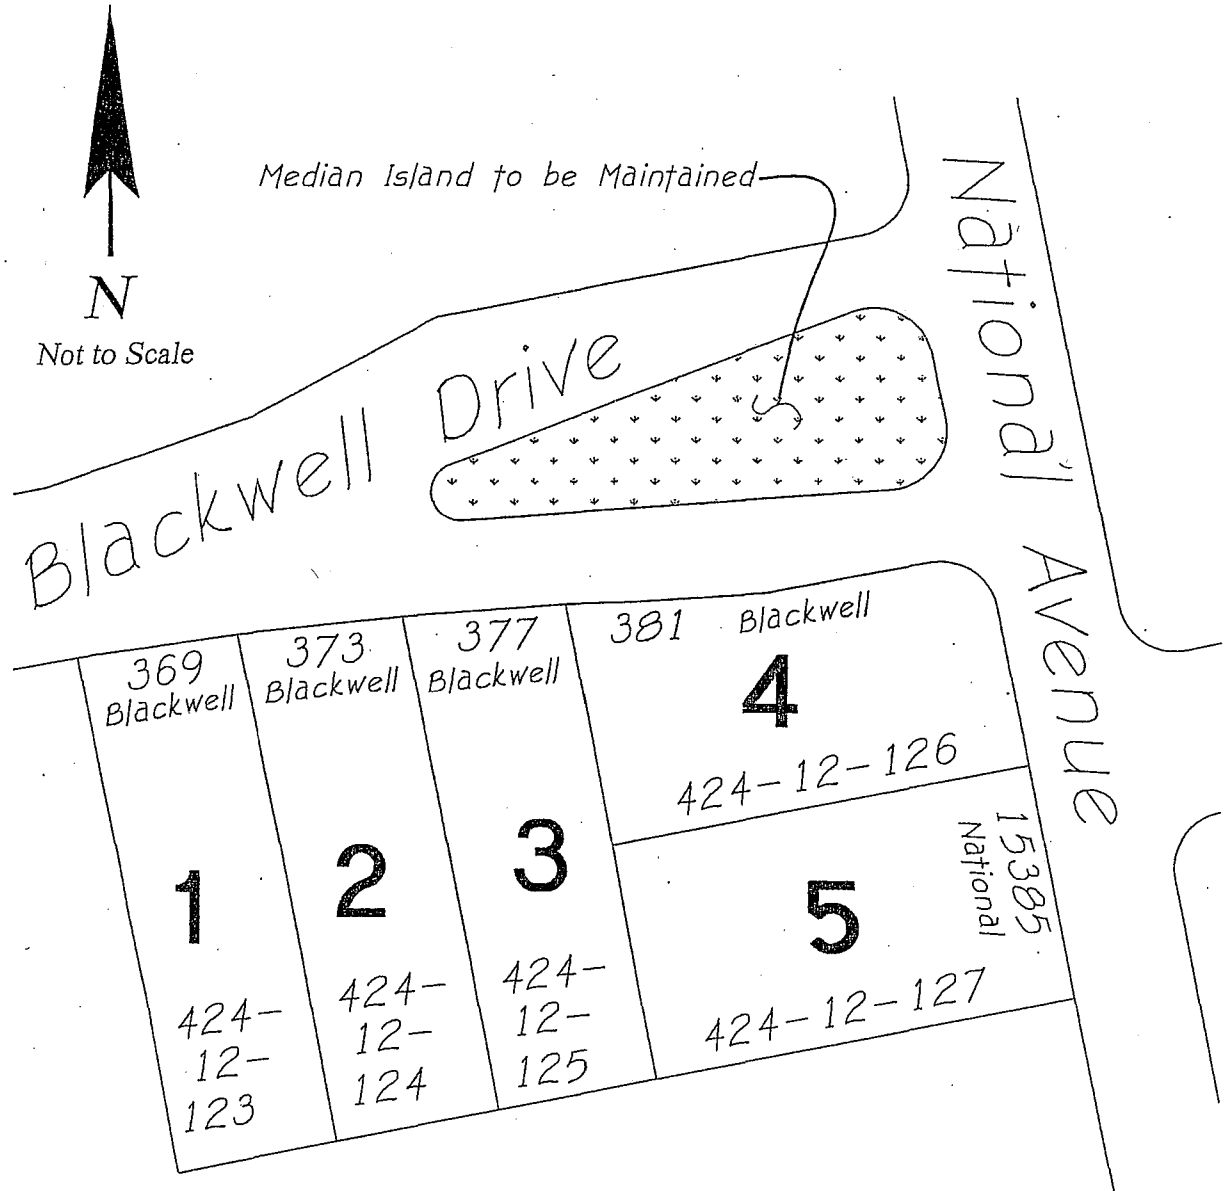 Median Island to be Maintained
N
Not to Scale
Blackwell Drive
National Avenue
369
Blackwell
1
424-
12-
123
373
Blackwell
2
424-
12-
124
377
Blackwell
3
424-
12-
125
381 Blackwell
4
424-12-126
15385
National
5
424-12-127